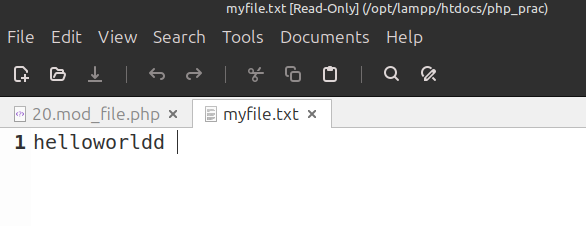 myfile.txt [Read-Only] (/opt/lampp/htdocs/php_prac)
File Edit View Search Tools Documents Help
20.mod_file.php myfile.txt
1 helloworldd